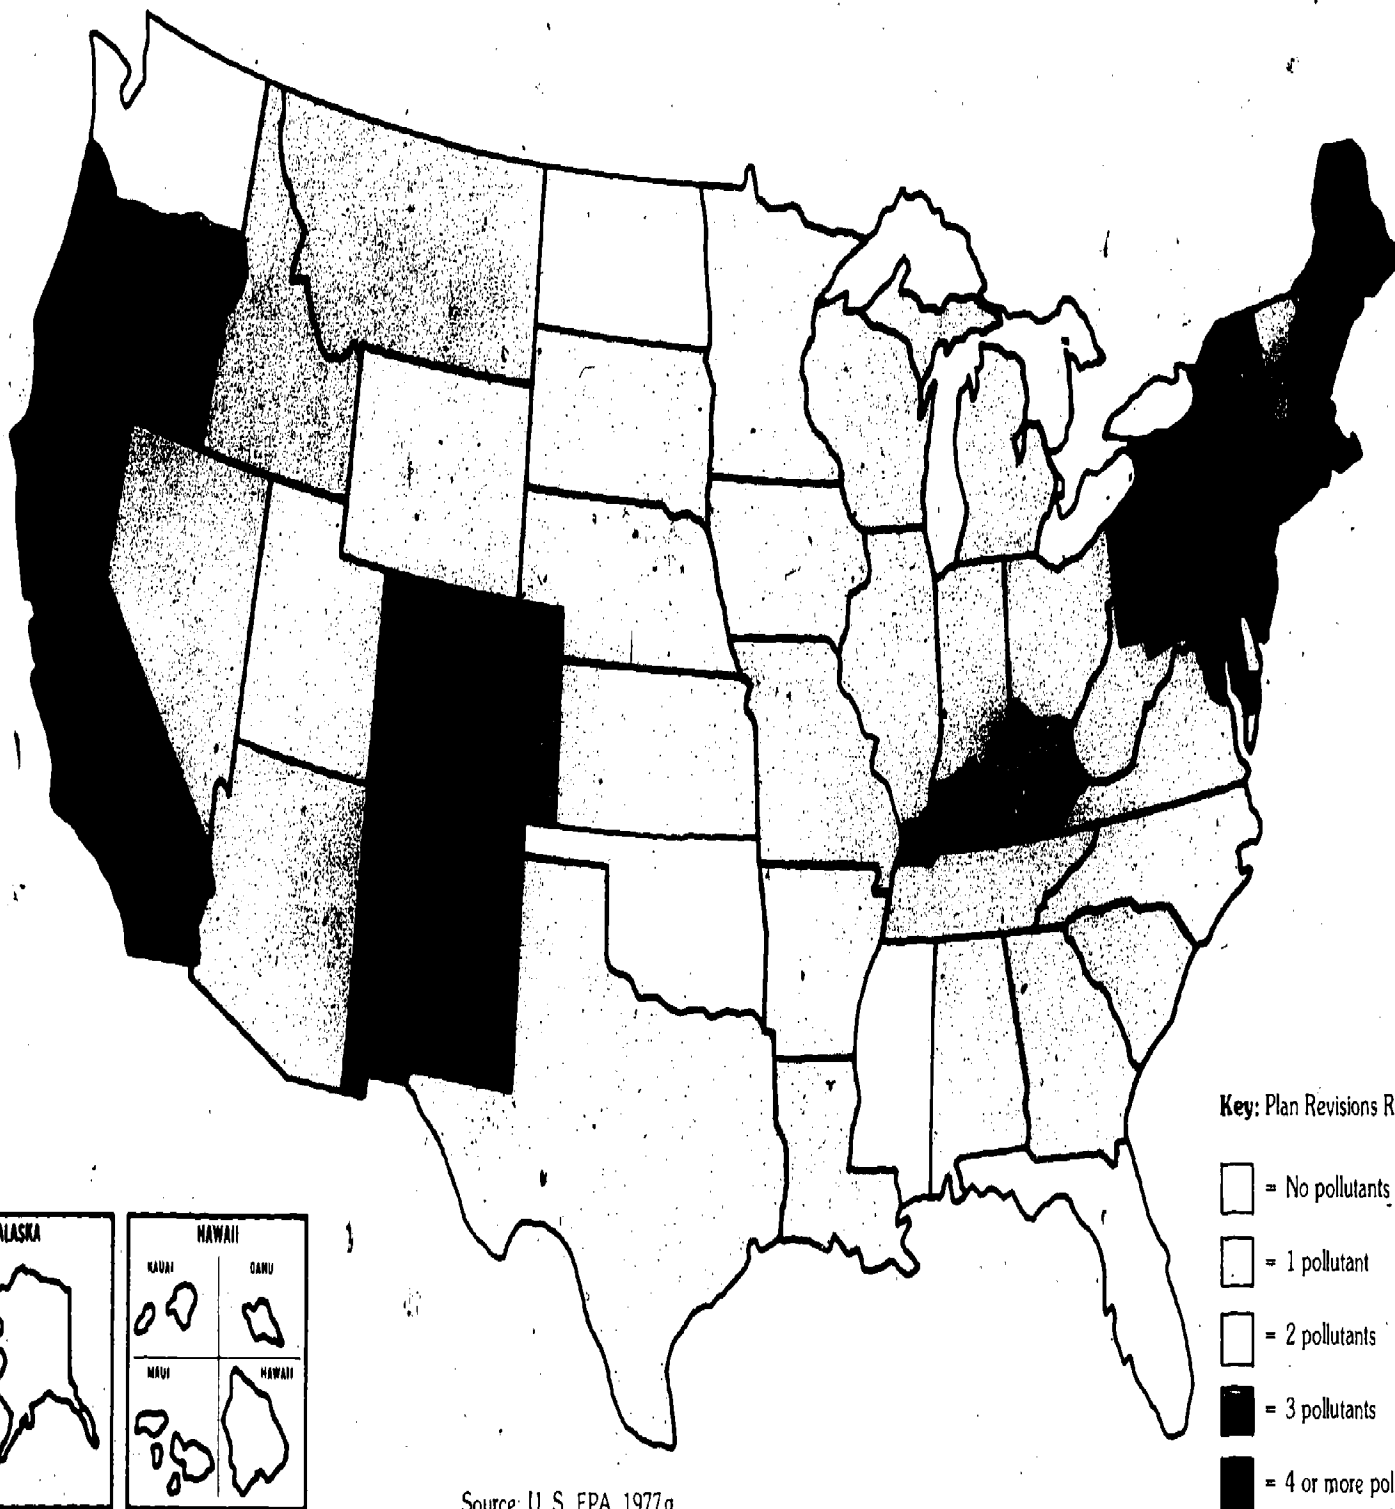 Key: Plan Revisions R
= No pollutants
= 1 pollutant
= 2 pollutants
= 3 pollutants
= 4 or more pol
ALASKA
HAWAII
KAUAI
OAHU
MAUI
HAWAII
Source: U. S. EPA, 1977a